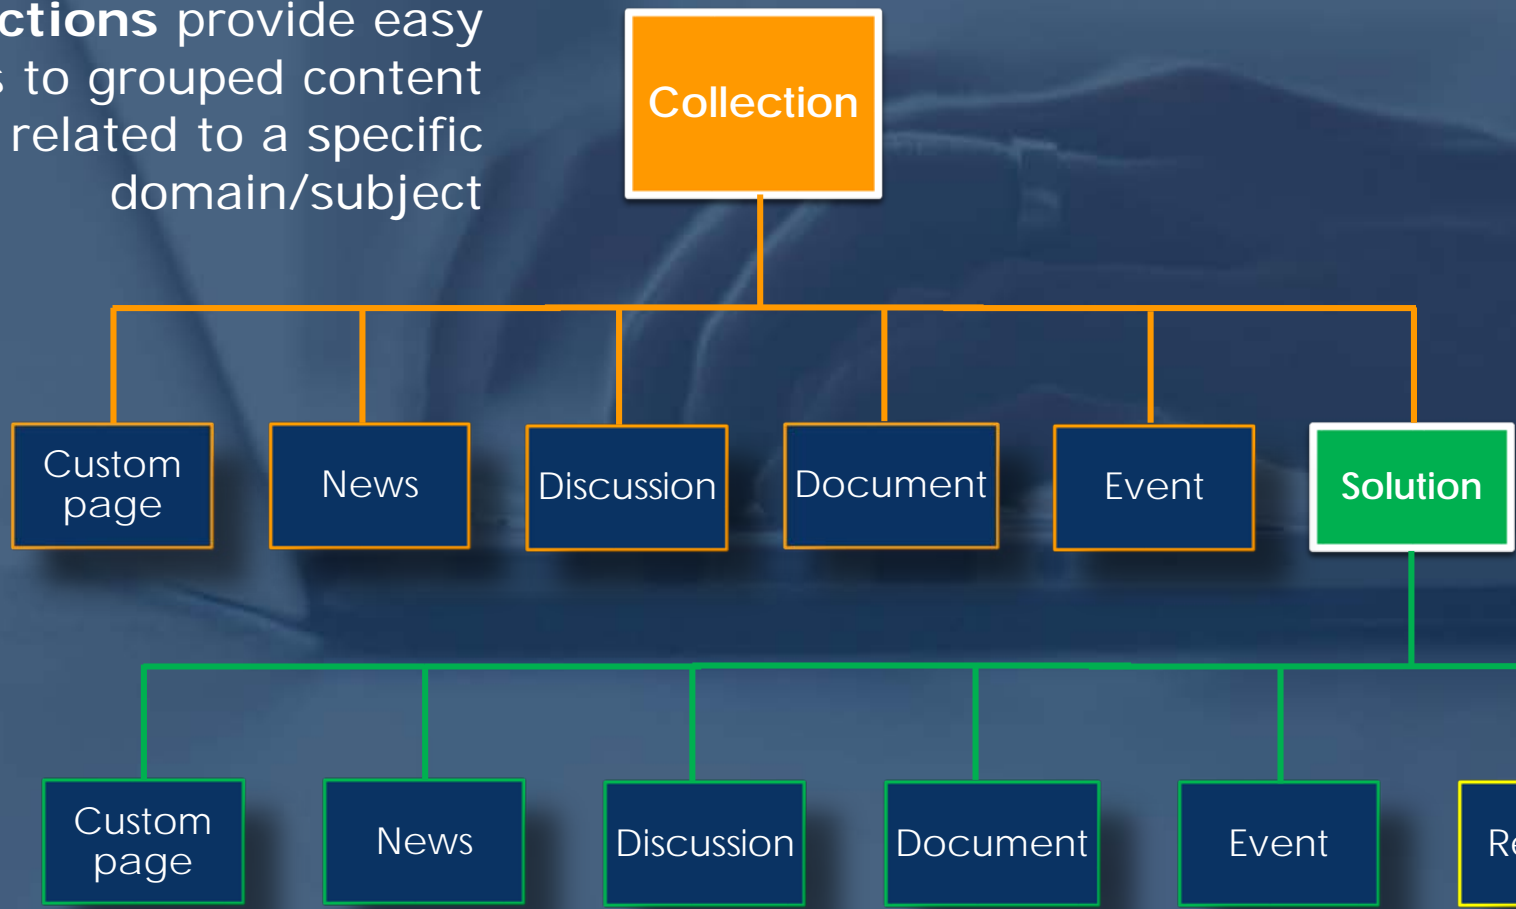 ctions provide easy
s to grouped content
related to a specific
domain/subject
Collection
Custom
page
News
Discussion
Document
Event
Solution
Custom
page
News
Discussion
Document
Event
Re